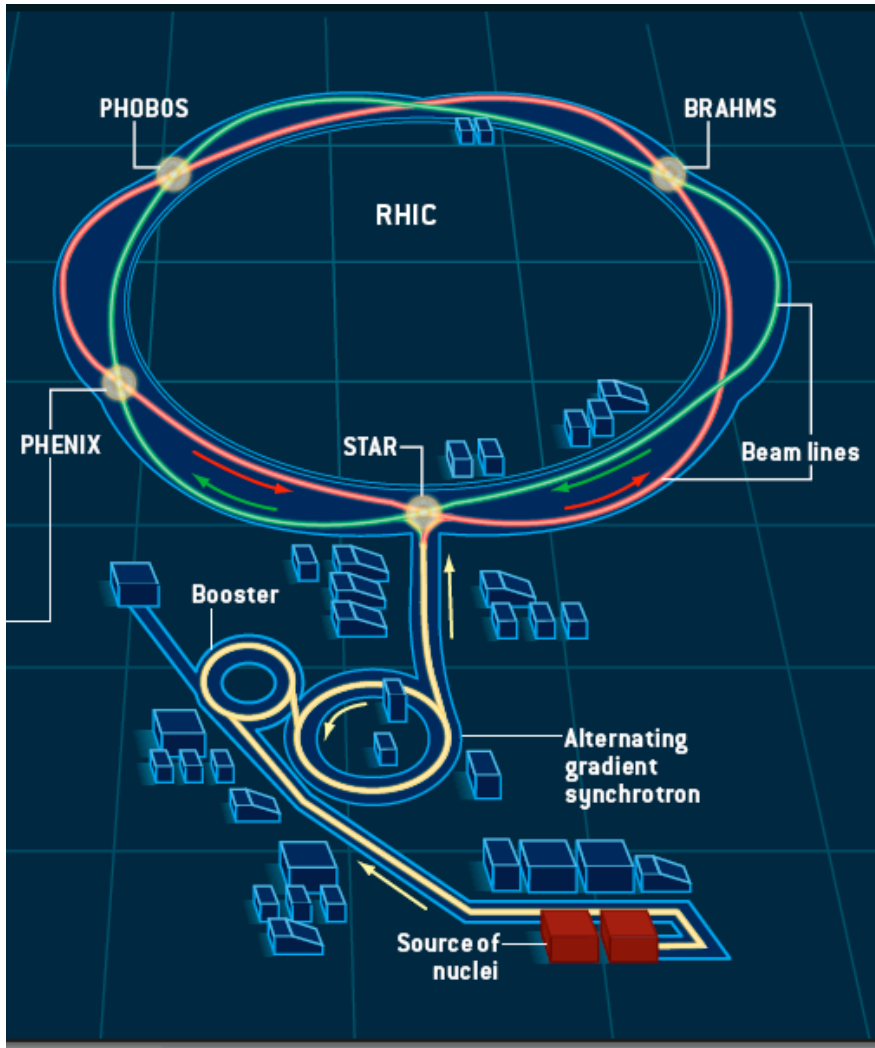 PHOBOS
BRAHMS
RHIC
PHENIX
STAR
Beam lines
Booster
Alternating
gradient
synchrotron
Source of
nuclei